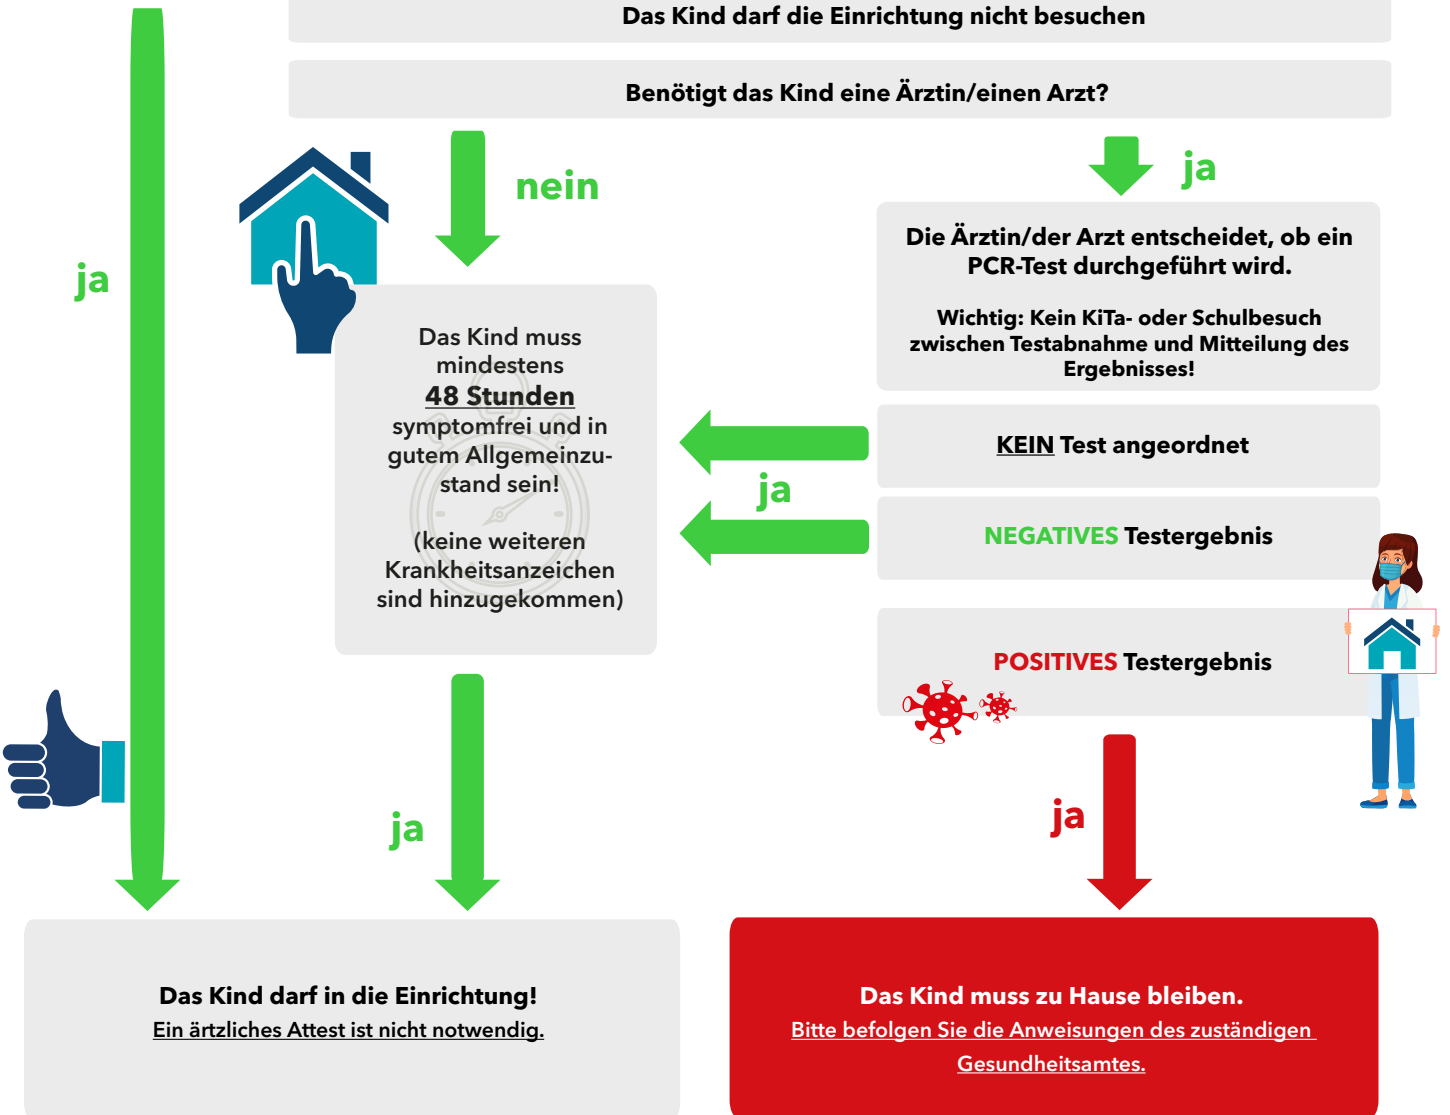 Das Kind darf die Einrichtung nicht besuchen
Benötigt das Kind eine Ärztin/einen Arzt?
ja
nein
ja
Die Ärztin/der Arzt entscheidet, ob ein
PCR-Test durchgeführt wird.
Wichtig: Kein KiTa- oder Schulbesuch
zwischen Testabnahme und Mitteilung des
Ergebnisses!
Das Kind muss
mindestens
48 Stunden
symptomfrei und in
gutem Allgemeinzu-
stand sein!
(keine weiteren
Krankheitsanzeichen
sind hinzugekommen)
KEIN Test angeordnet
ja
NEGATIVES Testergebnis
POSITIVES Testergebnis
ja
ja
Das Kind darf in die Einrichtung!
Ein ärtzliches Attest ist nicht notwendig.
Das Kind muss zu Hause bleiben.
Bitte befolgen Sie die Anweisungen des zuständigen
Gesundheitsamtes.